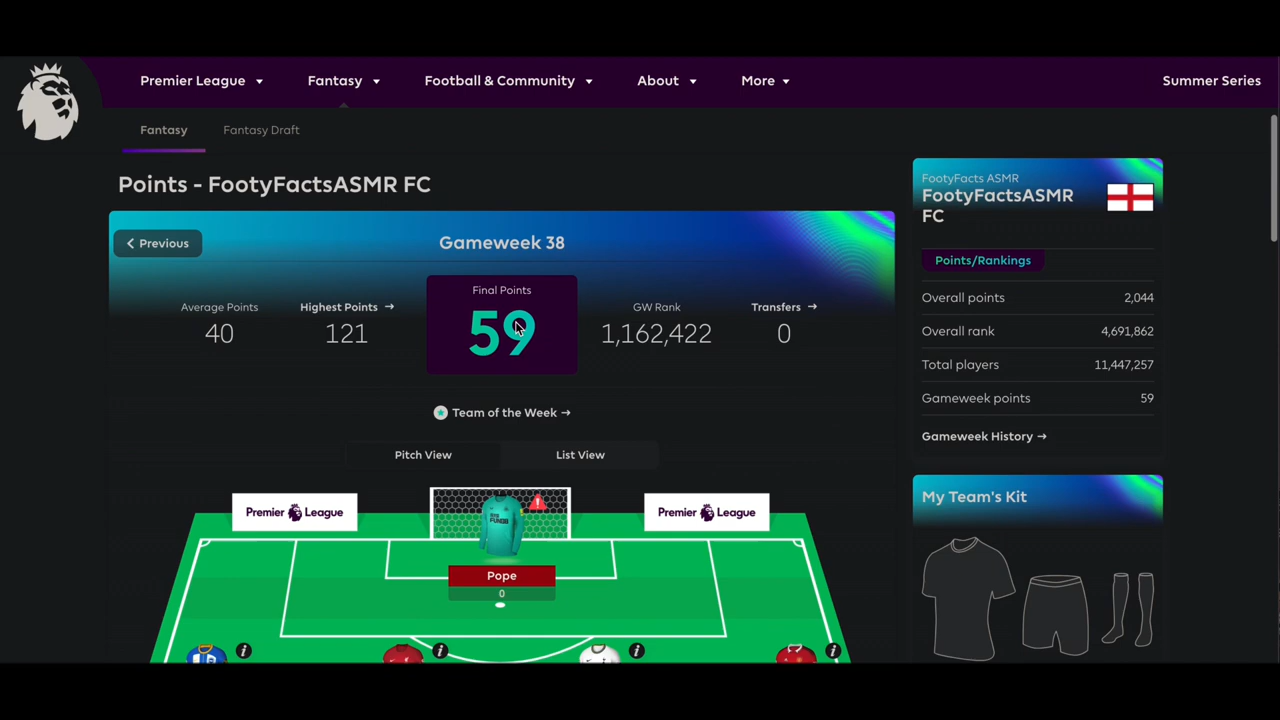 Premier League
Fantasy
Football & Community
About
More
Summer Series
Fantasy
Fantasy Draft
Points - FootyFactsASMR FC
Previous
Gameweek 38
Average Points
40
Highest Points →
121
Final Points
59
GW Rank
1,162,422
Transfers →
0
Team of the Week →
Pitch View
List View
Premier League
Premier League
Pope
0
FootyFacts ASMR
FootyFactsASMR
FC
Points/Rankings
Overall points 2,044
Overall rank 4,691,862
Total players 11,447,257
Gameweek points 59
Gameweek History →
My Team's Kit